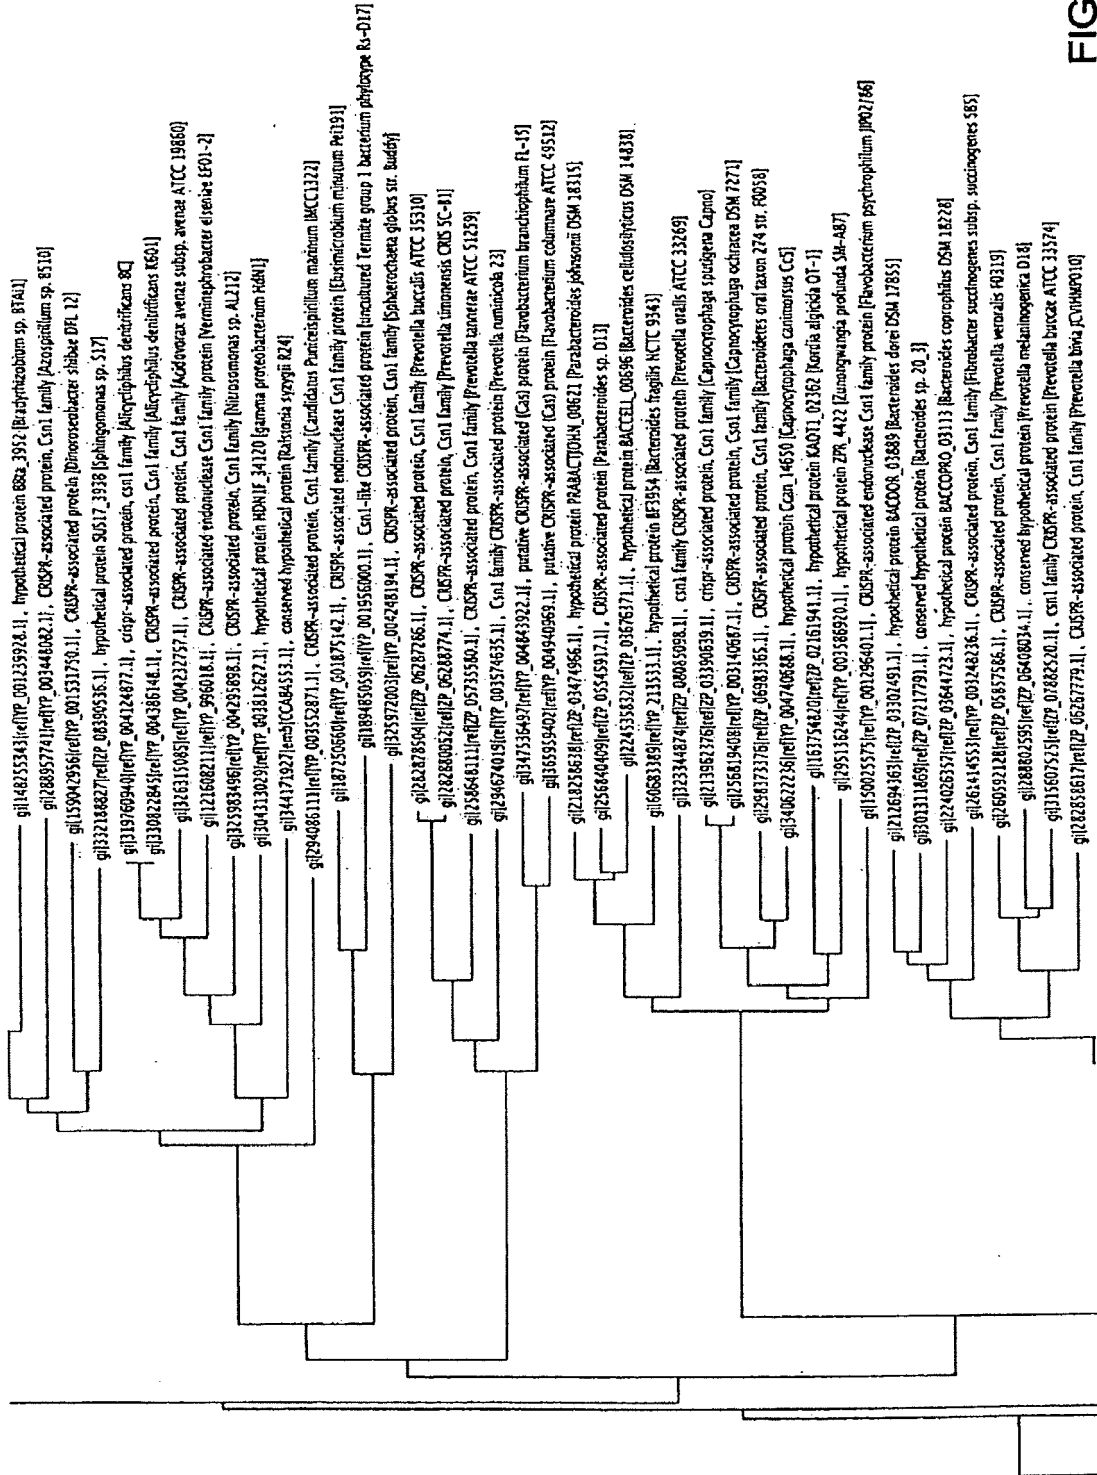 gi|148255343|ref|YP_001239928.1|, hypothetical protein BBta_3952 [Bradyrhizobium sp. BTAi1]
gi|288957741|ref|YP_003448082.1|, CRISPR-associated protein, Csn1 family [Azospirillum sp. B510]
gi|159042956|ref|YP_001531750.1|, CRISPR-associated protein [Dinoroseobacter shibae DFL 12]
gi|332188827|ref|ZP_08390536.1|, hypothetical protein SUS17_3938 [Sphingomonas sp. S17]
gi|319760940|ref|YP_004124877.1|, crispr-associated protein, csn1 family [Alicycliphilus denitrificans BC]
gi|330822845|ref|YP_004386148.1|, CRISPR-associated protein, Csn1 family [Alicycliphilus denitrificans K601]
gi|326315085|ref|YP_004232757.1|, CRISPR-associated protein, Csn1 family [Acidovorax avenae subsp. avenae ATCC 19860]
gi|121608211|ref|YP_996018.1|, CRISPR-associated endonuclease Csn1 family protein [Verminephrobacter eiseniae EF01-2]
gi|325983496|ref|YP_004295898.1|, CRISPR-associated protein, Csn1 family [Nitrosomonas sp. AL212]
gi|304313029|ref|YP_003812627.1|, hypothetical protein HDN1F_34120 [gamma proteobacterium HdN1]
gi|344171927|emb|CCA84553.1|, conserved hypothetical protein [Ralstonia syzygii R24]
gi|294086111|ref|YP_003552871.1|, CRISPR-associated protein, Csn1 family [Candidatus Puniceispirillum marinum IMCC1322]
gi|187250660|ref|YP_001875142.1|, CRISPR-associated endonuclease Csn1 family protein [Elusimicrobium minutum Pei191]
gi|189485059|ref|YP_001956000.1|, Csn1-like CRISPR-associated protein [uncultured Termite group 1 bacterium phylotype Rs-D17]
gi|325972003|ref|YP_004248194.1|, CRISPR-associated protein, Csn1 family [Sphaerochaeta globus str. Buddy]
gi|282878504|ref|ZP_06287286.1|, CRISPR-associated protein, Csn1 family [Prevotella buccalis ATCC 35310]
gi|282880052|ref|ZP_06288774.1|, CRISPR-associated protein, Csn1 family [Prevotella timonensis CRIS 5C-B1]
gi|258648111|ref|ZP_05735580.1|, CRISPR-associated protein, Csn1 family [Prevotella tannerae ATCC 51259]
gi|294674019|ref|YP_003574635.1|, Csn1 family CRISPR-associated protein [Prevotella ruminicola 23]
gi|347536497|ref|YP_004843922.1|, putative CRISPR-associated (Cas) protein [Flavobacterium branchiophilum FL-15]
gi|365959402|ref|YP_004940969.1|, putative CRISPR-associated (Cas) protein [Flavobacterium columnare ATCC 49512]
gi|218258638|ref|ZP_03474966.1|, hypothetical protein PRABACTJOHN_00621 [Parabacteroides johnsonii DSM 18315]
gi|256840409|ref|ZP_05545917.1|, CRISPR-associated protein [Parabacteroides sp. D13]
gi|224535832|ref|ZP_03676371.1|, hypothetical protein BACCELL_00696 [Bacteroides cellulosilyticus DSM 14838]
gi|60683389|ref|YP_213533.1|, hypothetical protein BF3954 [Bacteroides fragilis NCTC 9343]
gi|323344874|ref|ZP_08085098.1|, csn1 family CRISPR-associated protein [Prevotella oralis ATCC 33269]
gi|213962376|ref|ZP_03390639.1|, crispr-associated protein, Csn1 family [Capnocytophaga sputigena Capno]
gi|256819408|ref|YP_003140687.1|, CRISPR-associated protein, Csn1 family [Capnocytophaga ochracea DSM 7271]
gi|298373176|ref|ZP_06983165.1|, CRISPR-associated protein, Csn1 family [Bacteroidetes oral taxon 274 str. F0058]
gi|340622236|ref|YP_004740688.1|, hypothetical protein Ccan_14650 [Capnocytophaga canimorsus Cc5]
gi|163754820|ref|ZP_02161941.1|, hypothetical protein KAOT1_02362 [Kordia algicida OT-1]
gi|295136244|ref|YP_003586920.1|, hypothetical protein ZPR_4422 [Zunongwangia profunda SM-A87]
gi|150025575|ref|YP_001296401.1|, CRISPR-associated endonuclease Csn1 family protein [Flavobacterium psychrophilum JIP02/86]
gi|212694363|ref|ZP_03302491.1|, hypothetical protein BACDOR_03889 [Bacteroides dorei DSM 17855]
gi|303311869|ref|ZP_07217791.1|, conserved hypothetical protein [Bacteroides sp. 20_3]
gi|224026357|ref|ZP_03644723.1|, hypothetical protein BACCOPRO_03113 [Bacteroides coprophilus DSM 18228]
gi|261414553|ref|YP_003248236.1|, CRISPR-associated protein, Csn1 family [Fibrobacter succinogenes subsp. succinogenes S85]
gi|260592128|ref|ZP_05857586.1|, CRISPR-associated protein, Csn1 family [Prevotella veroralis F0319]
gi|288802595|ref|ZP_06408034.1|, conserved hypothetical protein [Prevotella melaninogenica D18]
gi|315607525|ref|ZP_07882520.1|, csn1 family CRISPR-associated protein [Prevotella buccae ATCC 33574]
gi|282858617|ref|ZP_06267779.1|, CRISPR-associated protein, Csn1 family [Prevotella bivia JCVIHMP010]
FIG